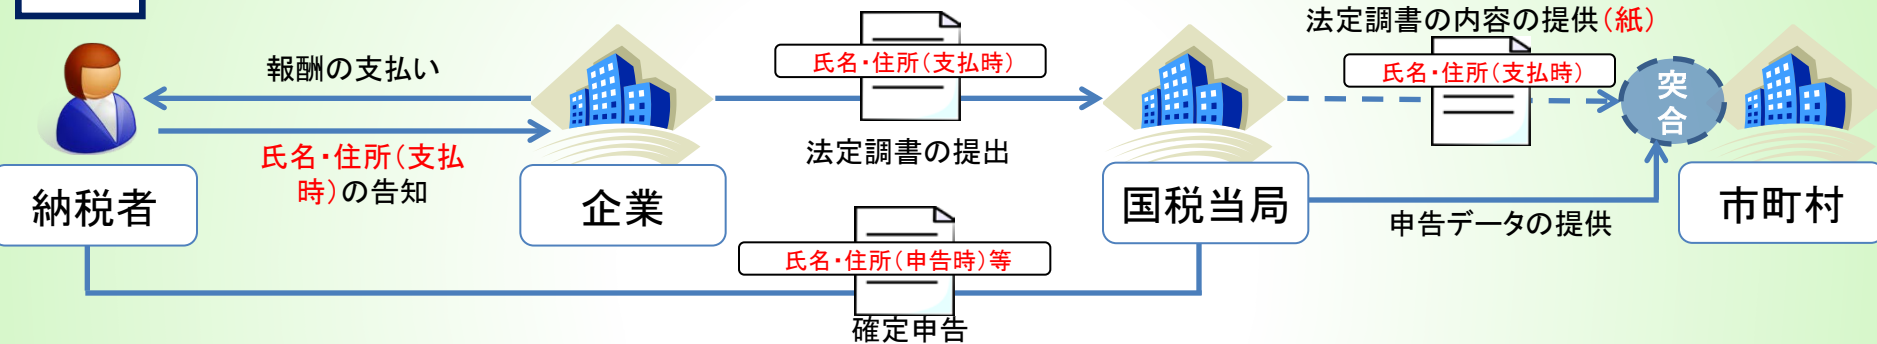 法定調書の内容の提供(紙)
氏名・住所(支払時)
氏名・住所(支払時)
報酬の支払い
突
合
法定調書の提出
氏名・住所(支払
時)の告知
納税者
企業
国税当局
市町村
申告データの提供
氏名・住所(申告時)等
確定申告